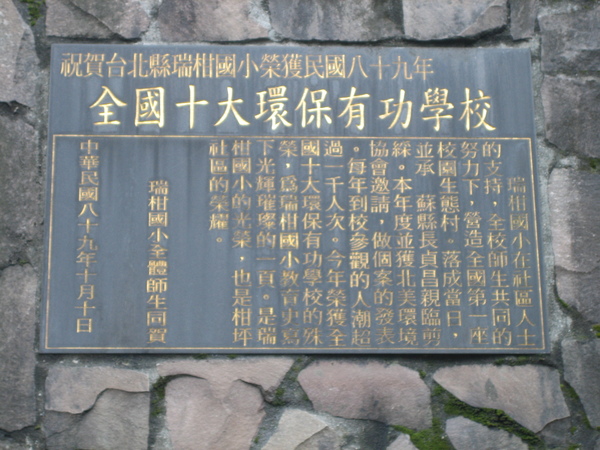 祝賀台北縣瑞柑國小榮獲民國八十九年
全國十大環保有功學校
瑞柑國小在社區人士
的支持，全校師生共同的
努力下，營造全國第一座
校園生態村。落成當日，
並承　蘇縣長貞昌親臨剪
綵。本年度並獲北美環境
協會邀請，做個案的發表
。每年到校參觀的人潮超
過一千人次。今年榮獲全
國十大環保有功學校的殊
榮，為瑞柑國小教育史寫
下光輝璀璨的一頁。是瑞
柑國小的光榮，也是柑坪
社區的榮耀。
瑞柑國小全體師生同賀
中華民國八十九年十月十日